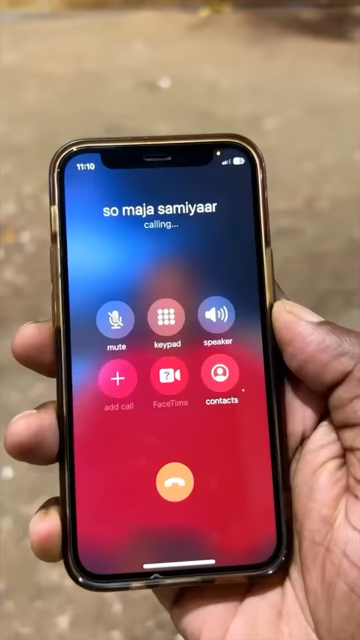 11:10
so maja samiyaar
calling...
mute
keypad
speaker
add call
FaceTime
contacts